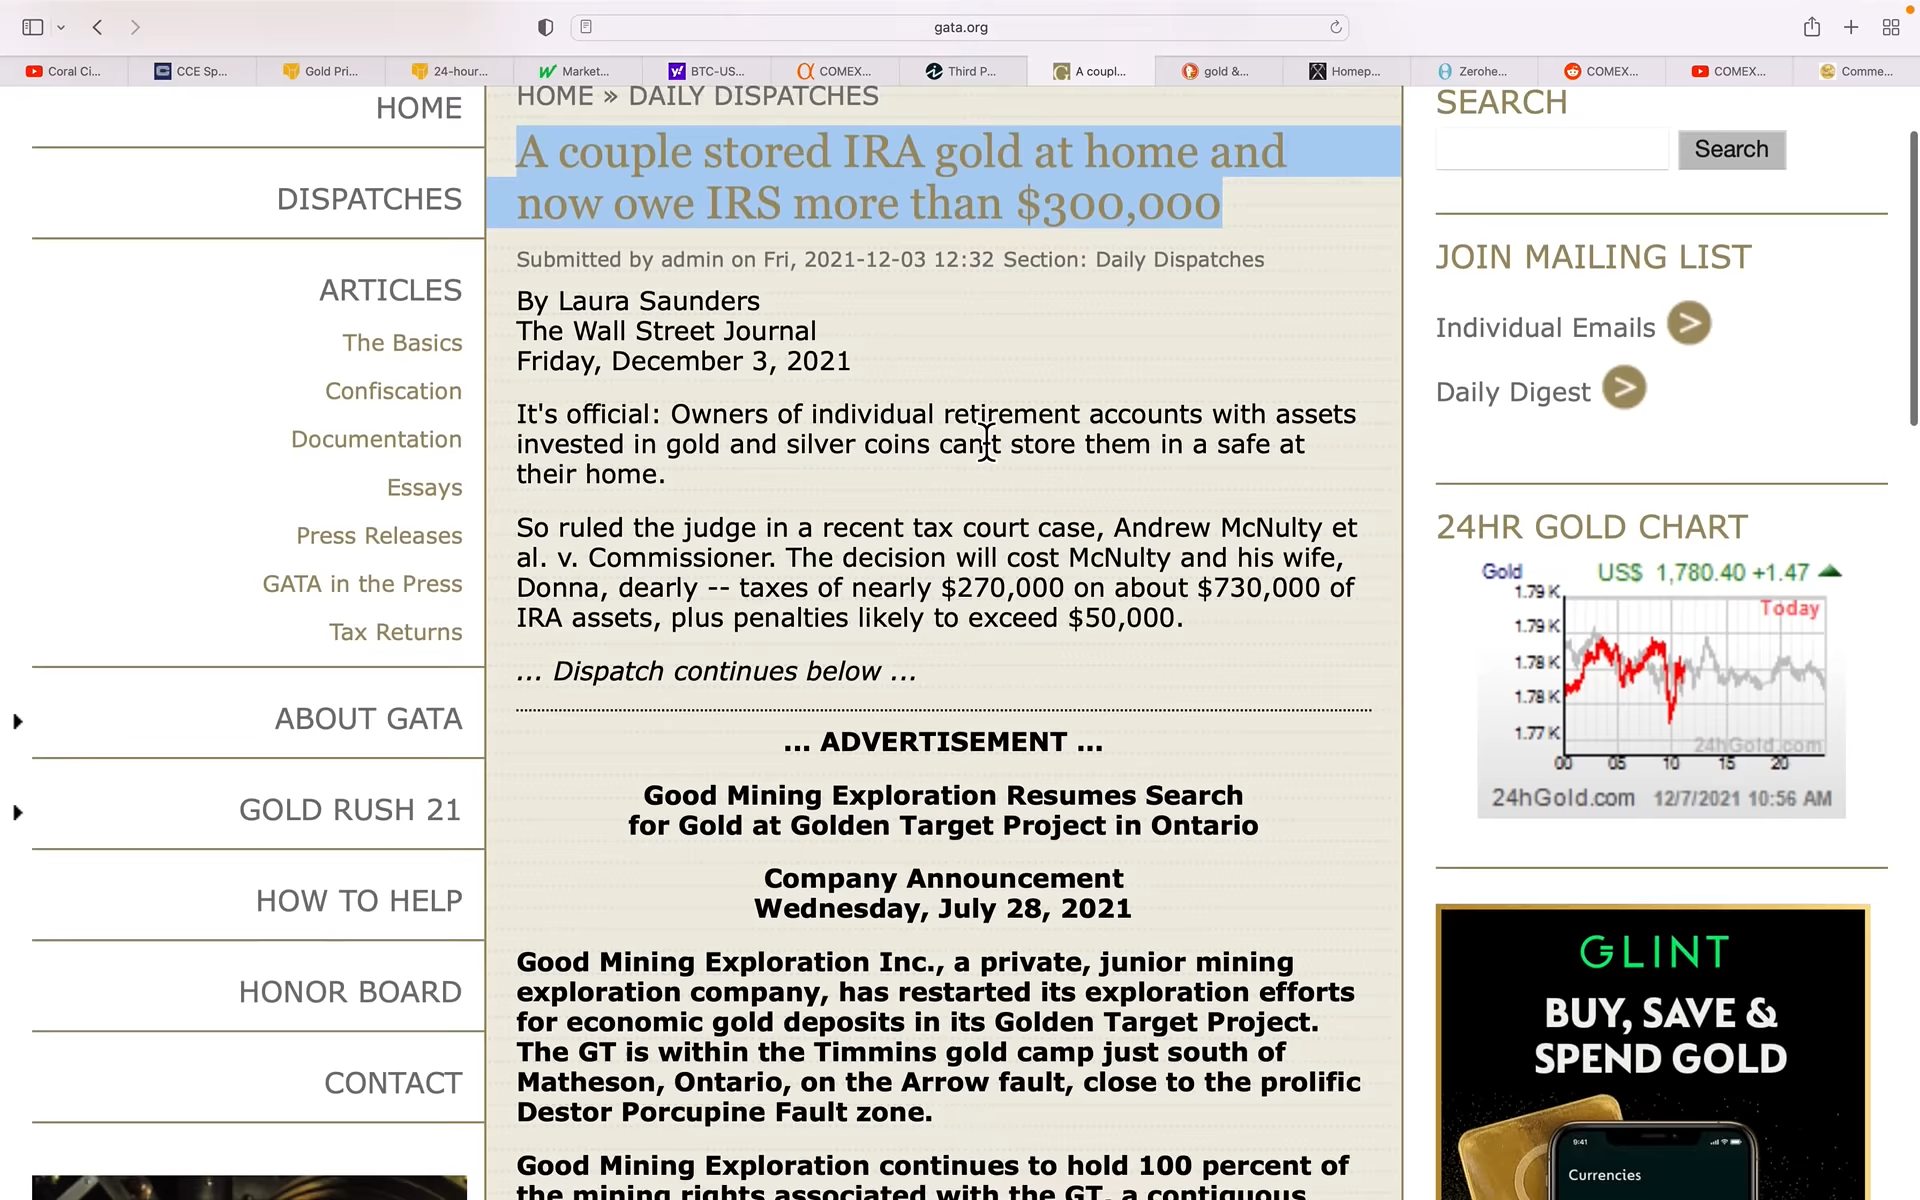 gata.org
Coral Ci...
CCE Sp...
Gold Pri...
24-hour...
Market...
BTC-US...
COMEX...
Third P...
A coupl...
gold &...
Homep...
Zerohe...
COMEX...
COMEX...
Comme...
HOME
DISPATCHES
ARTICLES
The Basics
Confiscation
Documentation
Essays
Press Releases
GATA in the Press
Tax Returns
ABOUT GATA
GOLD RUSH 21
HOW TO HELP
HONOR BOARD
CONTACT
HOME » DAILY DISPATCHES
A couple stored IRA gold at home and
now owe IRS more than $300,000
Submitted by admin on Fri, 2021-12-03 12:32 Section: Daily Dispatches
By Laura Saunders
The Wall Street Journal
Friday, December 3, 2021
It's official: Owners of individual retirement accounts with assets
invested in gold and silver coins can't store them in a safe at
their home.
So ruled the judge in a recent tax court case, Andrew McNulty et
al. v. Commissioner. The decision will cost McNulty and his wife,
Donna, dearly -- taxes of nearly $270,000 on about $730,000 of
IRA assets, plus penalties likely to exceed $50,000.
... Dispatch continues below ...
... ADVERTISEMENT ...
Good Mining Exploration Resumes Search
for Gold at Golden Target Project in Ontario
Company Announcement
Wednesday, July 28, 2021
Good Mining Exploration Inc., a private, junior mining
exploration company, has restarted its exploration efforts
for economic gold deposits in its Golden Target Project.
The GT is within the Timmins gold camp just south of
Matheson, Ontario, on the Arrow fault, close to the prolific
Destor Porcupine Fault zone.
Good Mining Exploration continues to hold 100 percent of
the mining rights associated with the GT, a contiguous
SEARCH
Search
JOIN MAILING LIST
Individual Emails >
Daily Digest >
24HR GOLD CHART
Gold US$ 1,780.40 +1.47
Today
1.79 K
1.79 K
1.78 K
1.78 K
1.77 K
24hGold.com
00 05 10 15 20
24hGold.com 12/7/2021 10:56 AM
GLINT
BUY, SAVE &
SPEND GOLD
9:41
Currencies